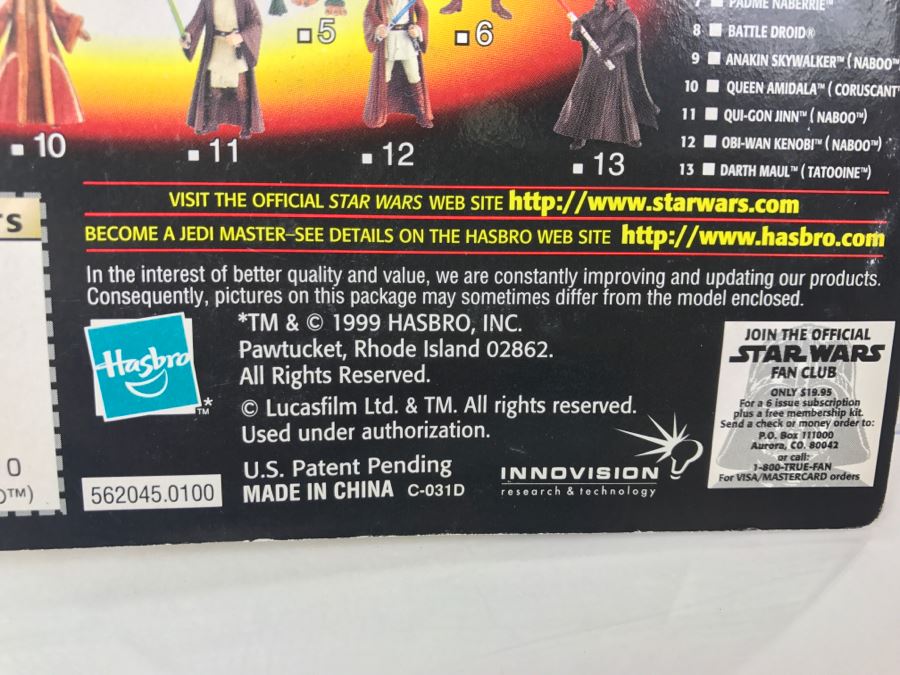 7 ■ PADMÉ NABERRIE™
8 ■ BATTLE DROID®
9 ■ ANAKIN SKYWALKER™ (NABOO™
10 ■ QUEEN AMIDALA™ (CORUSCANT
11 ■ QUI-GON JINN™ (NABOO™)
12 ■ OBI-WAN KENOBI™ (NABOO™)
13 ■ DARTH MAUL™ (TATOOINE™)
■5
■6
■10
■11
■12
■13
VISIT THE OFFICIAL STAR WARS WEB SITE http://www.starwars.com
BECOME A JEDI MASTER–SEE DETAILS ON THE HASBRO WEB SITE http://www.hasbro.com
In the interest of better quality and value, we are constantly improving and updating our products.
Consequently, pictures on this package may sometimes differ from the model enclosed.
Hasbro
™*
*TM & © 1999 HASBRO, INC.
Pawtucket, Rhode Island 02862.
All Rights Reserved.
© Lucasfilm Ltd. & TM. All rights reserved.
Used under authorization.
U.S. Patent Pending
MADE IN CHINA C-031D
562045.0100
INNOVISION
research & technology
JOIN THE OFFICIAL
STAR WARS
FAN CLUB
ONLY $19.95
For a 6 issue subscription
plus a free membership kit.
Send a check or money order to:
P.O. Box 111000
Aurora, CO. 80042
or call:
1-800-TRUE-FAN
For VISA/MASTERCARD orders
TS
0
D™)